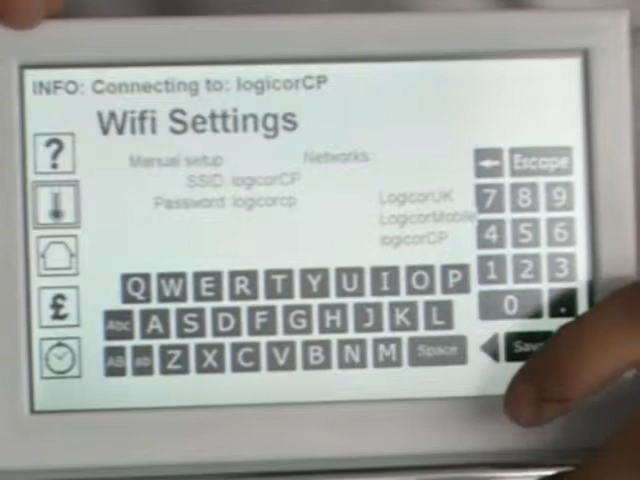 INFO: Connecting to: logicorCP
Wifi Settings
Manual setup Networks:
SSID: logicorCP
Password: logicorcp
LogicorUK
LogicorMobile
logicorCP
?
£
← Escape
7 8 9
4 5 6
1 2 3
0 .
Q W E R T Y U I O P
Abc A S D F G H J K L
AB ab Z X C V B N M Space